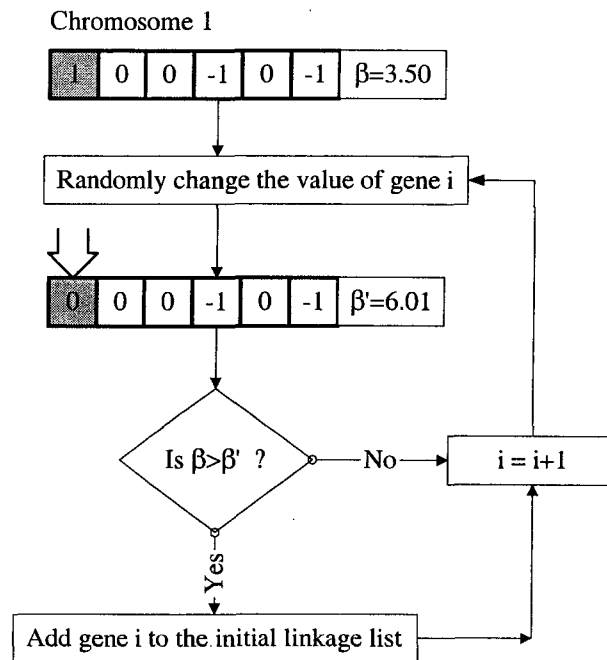 Chromosome 1
1 0 0 -1 0 -1 β=3.50
Randomly change the value of gene i
0 0 0 -1 0 -1 β'=6.01
Is β>β' ?
No
i = i+1
Yes
Add gene i to the initial linkage list